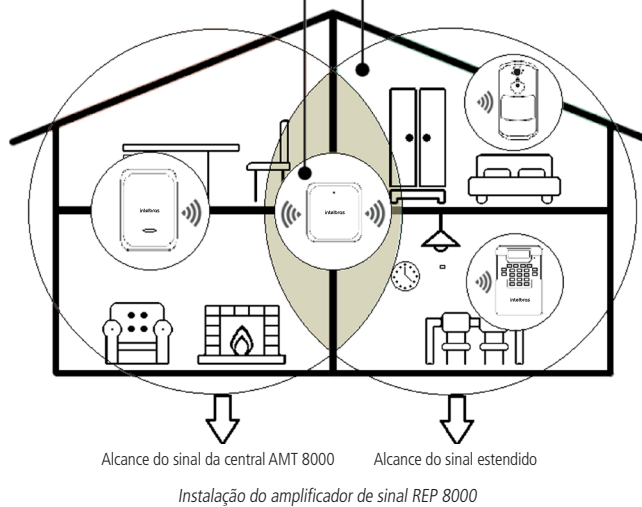 intelbras
intelbras
intelbras
Alcance do sinal da central AMT 8000
Alcance do sinal estendido
Instalação do amplificador de sinal REP 8000